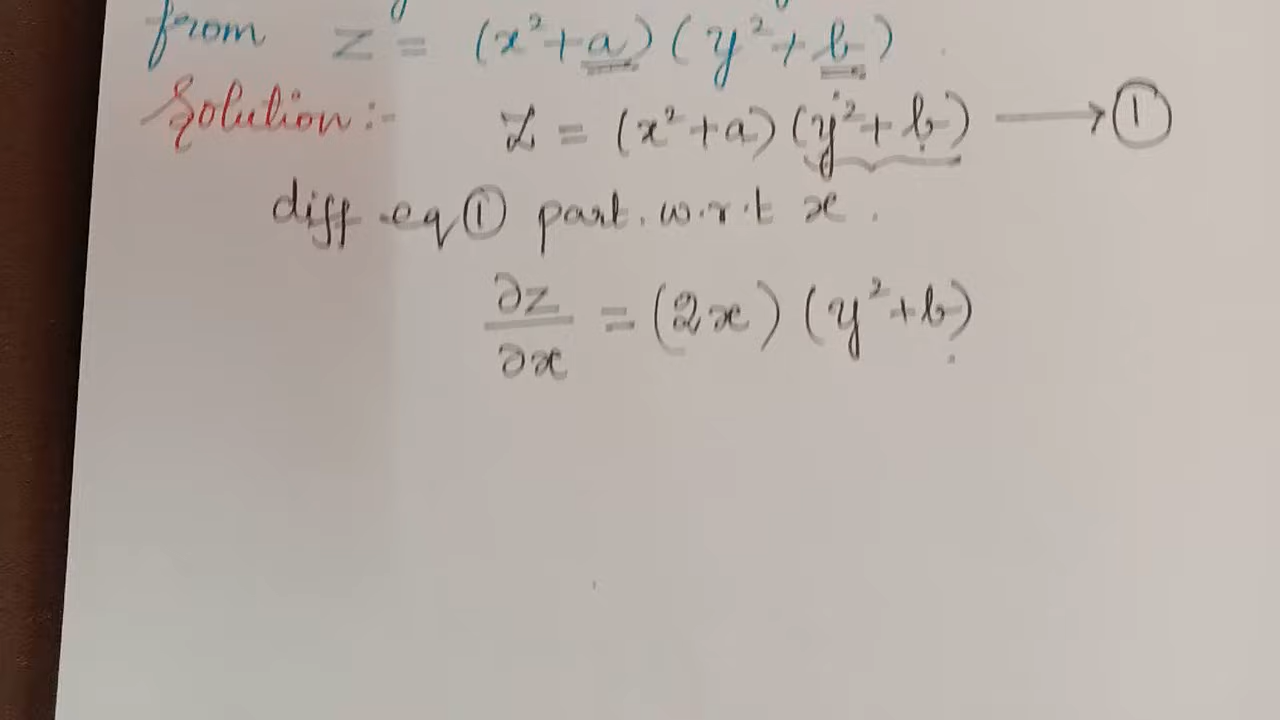 from z = (x² + a) (y² + b)
Solution :- z = (x² + a) (y² + b) ⟶ ①
diff eq ① part. w.r.t x.
∂z/∂x = (2x) (y² + b)